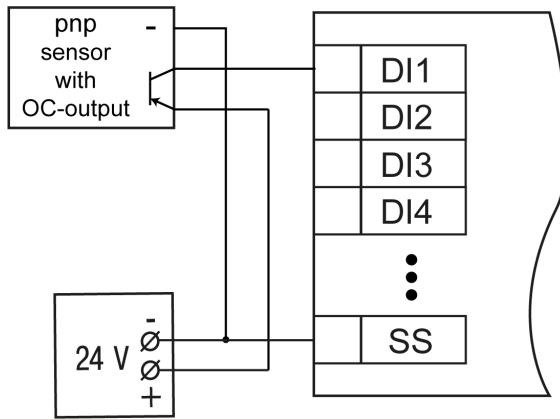 pnp
sensor
with
OC-output
-
DI1
DI2
DI3
DI4
SS
-
24 V
+